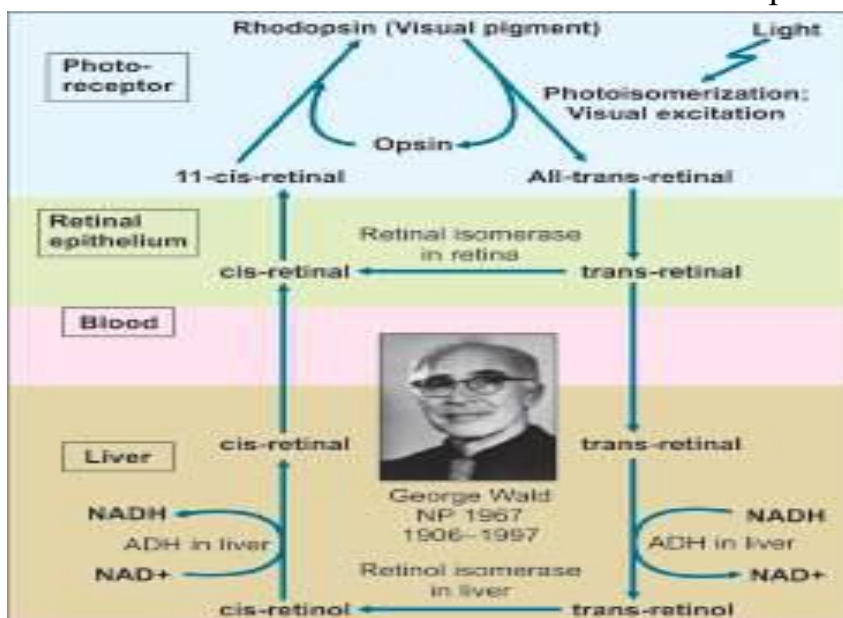 Rhodopsin (Visual pigment)
Light
Photo-
receptor
Photoisomerization;
Visual excitation
Opsin
11-cis-retinal
All-trans-retinal
Retinal
epithelium
Retinal isomerase
in retina
cis-retinal
trans-retinal
Blood
cis-retinal
trans-retinal
Liver
George Wald
NP 1967
1906–1997
NADH
ADH in liver
NAD+
NADH
ADH in liver
NAD+
Retinol isomerase
in liver
cis-retinol
trans-retinol